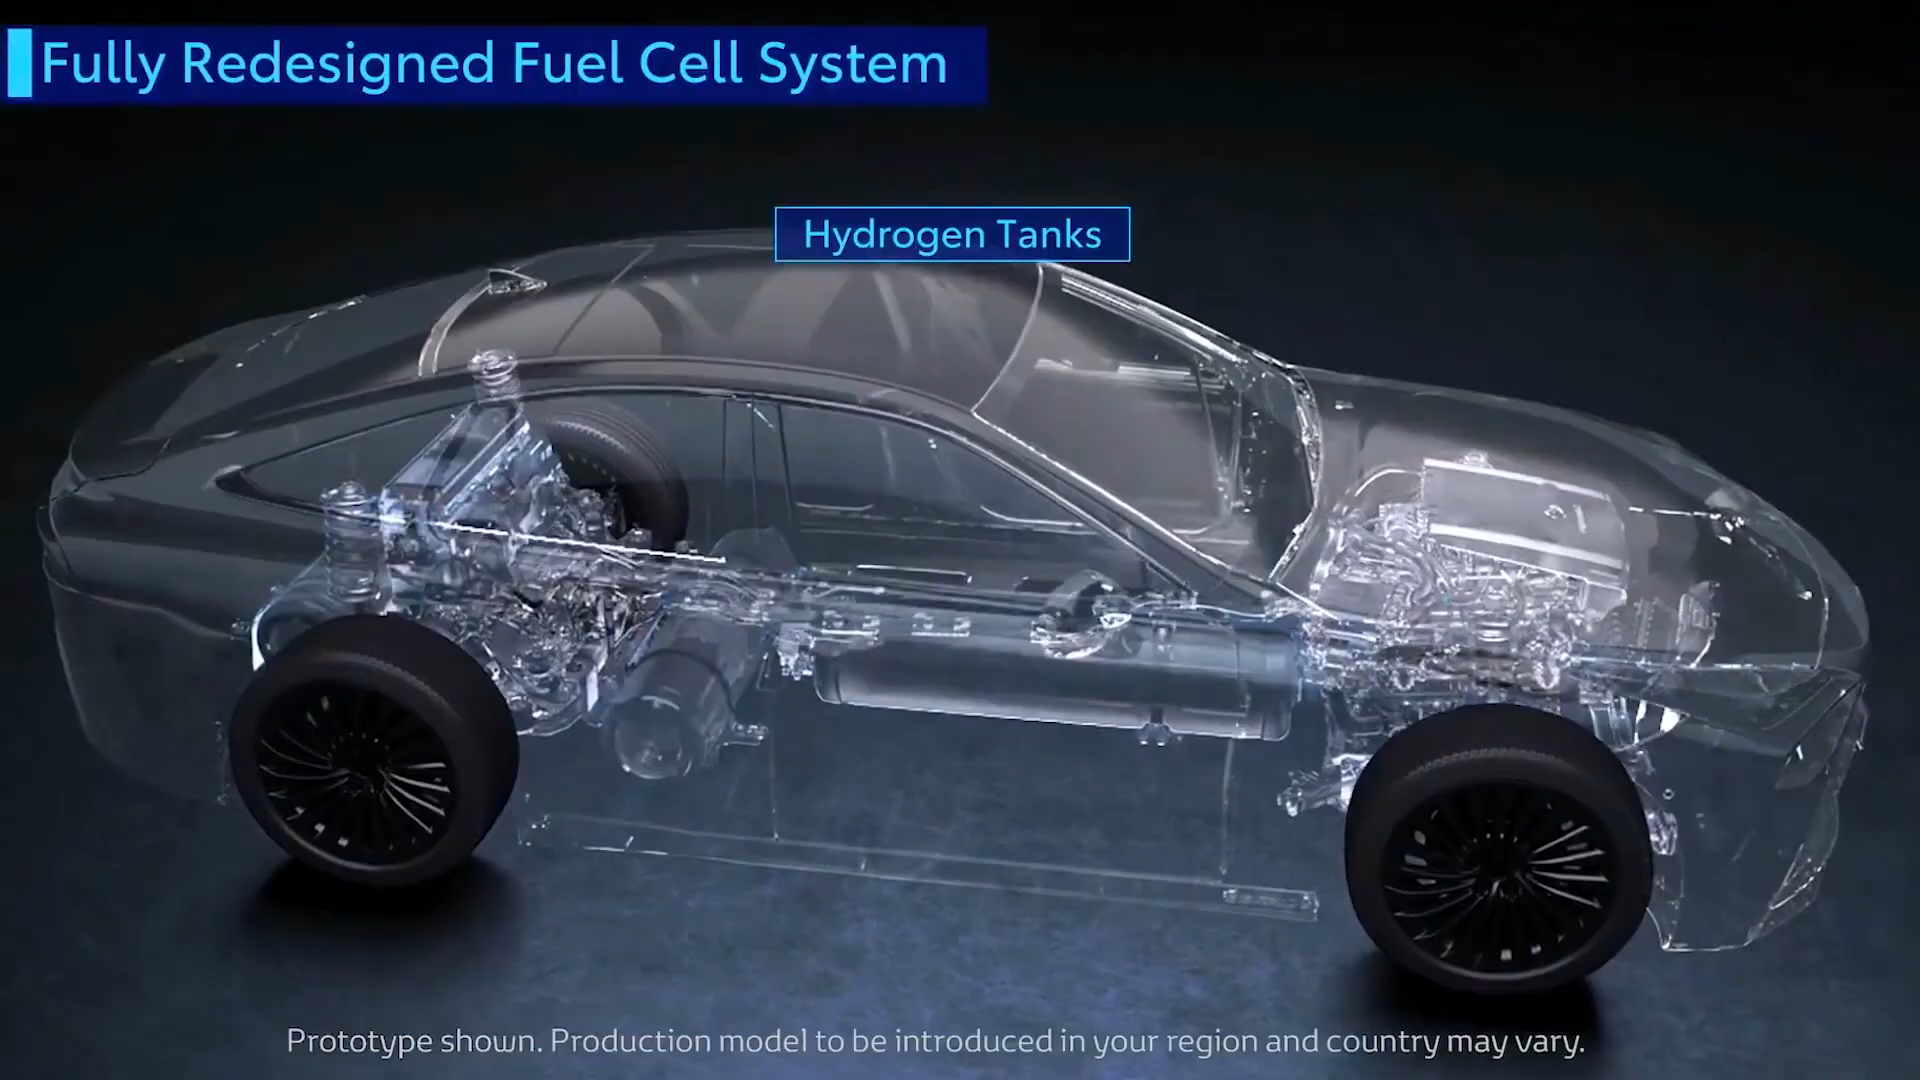 Fully Redesigned Fuel Cell System
Hydrogen Tanks
Prototype shown. Production model to be introduced in your region and country may vary.